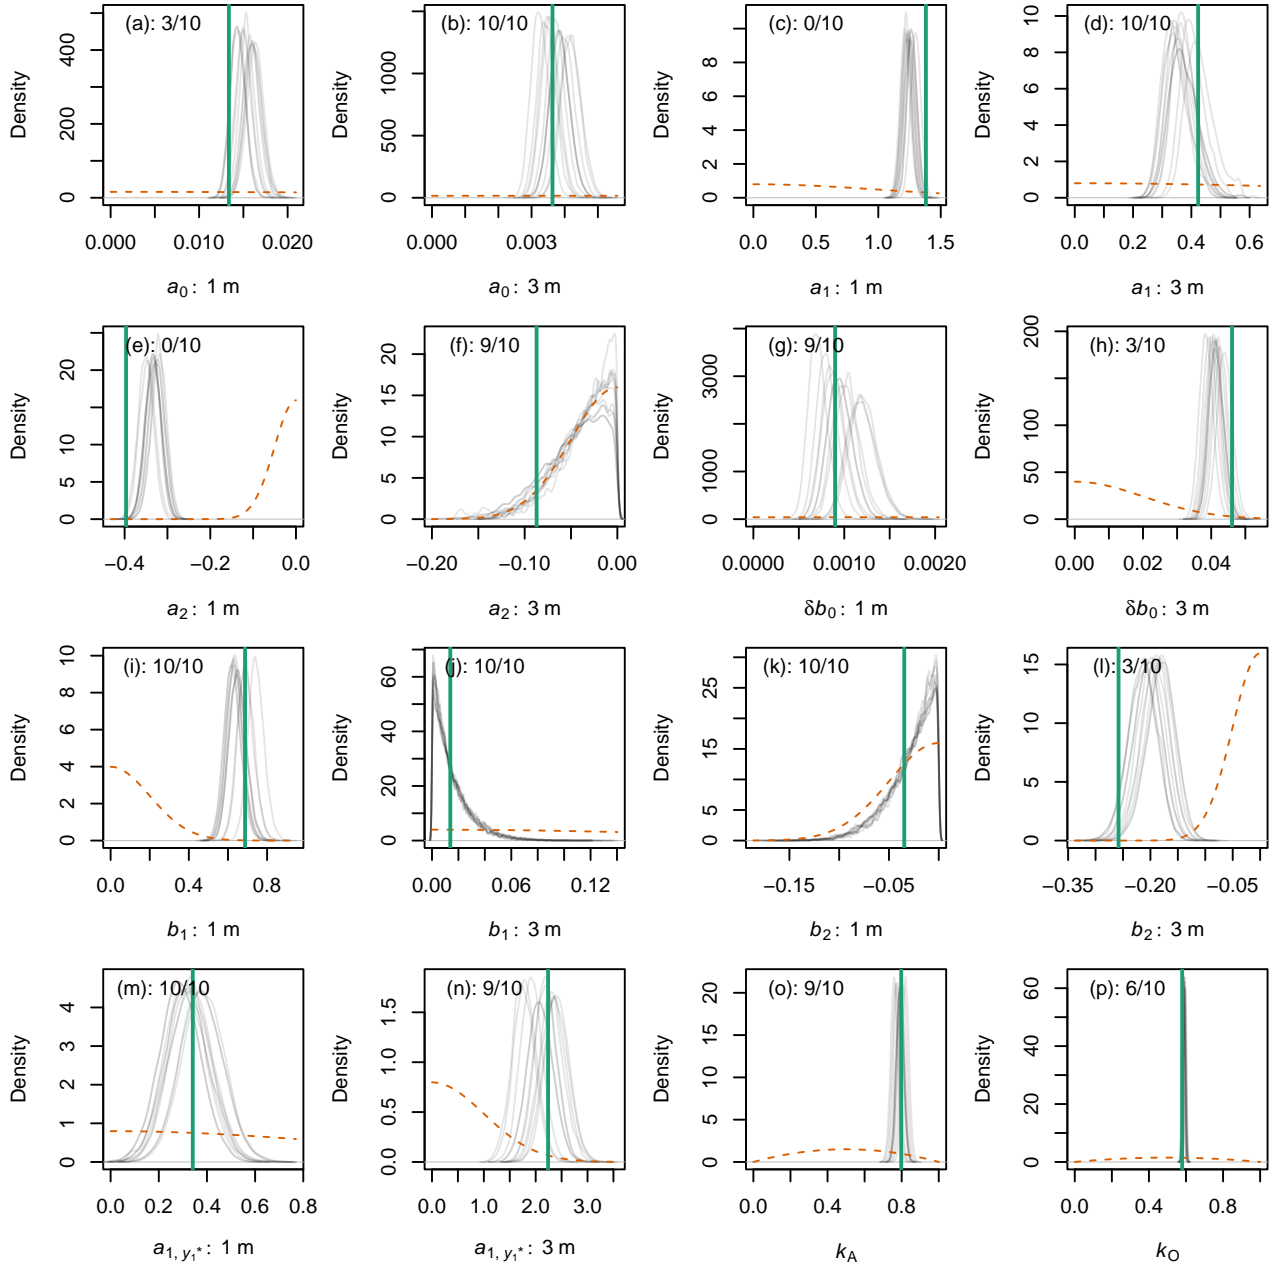 (a): 3/10
Density
0 200 400
0.000 0.010 0.020
a0: 1 m
(b): 10/10
Density
0 500 1000
0.000 0.003
a0: 3 m
(c): 0/10
Density
0 2 4 6 8
0.0 0.5 1.0 1.5
a1: 1 m
(d): 10/10
Density
0 2 4 6 8 10
0.0 0.2 0.4 0.6
a1: 3 m
(e): 0/10
Density
0 5 10 20
−0.4 −0.2 0.0
a2: 1 m
(f): 9/10
Density
0 5 10 15 20
−0.20 −0.10 0.00
a2: 3 m
(g): 9/10
Density
0 1000 3000
0.0000 0.0010 0.0020
δb0: 1 m
(h): 3/10
Density
0 50 100 200
0.00 0.02 0.04
δb0: 3 m
(i): 10/10
Density
0 2 4 6 8 10
0.0 0.4 0.8
b1: 1 m
(j): 10/10
Density
0 20 40 60
0.00 0.06 0.12
b1: 3 m
(k): 10/10
Density
0 5 15 25
−0.15 −0.05
b2: 1 m
(l): 3/10
Density
0 5 10 15
−0.35 −0.20 −0.05
b2: 3 m
(m): 10/10
Density
0 1 2 3 4
0.0 0.2 0.4 0.6 0.8
a1, y1*: 1 m
(n): 9/10
Density
0.0 0.5 1.0 1.5
0.0 1.0 2.0 3.0
a1, y1*: 3 m
(o): 9/10
Density
0 5 10 15 20
0.0 0.4 0.8
kA
(p): 6/10
Density
0 20 40 60
0.0 0.4 0.8
kO